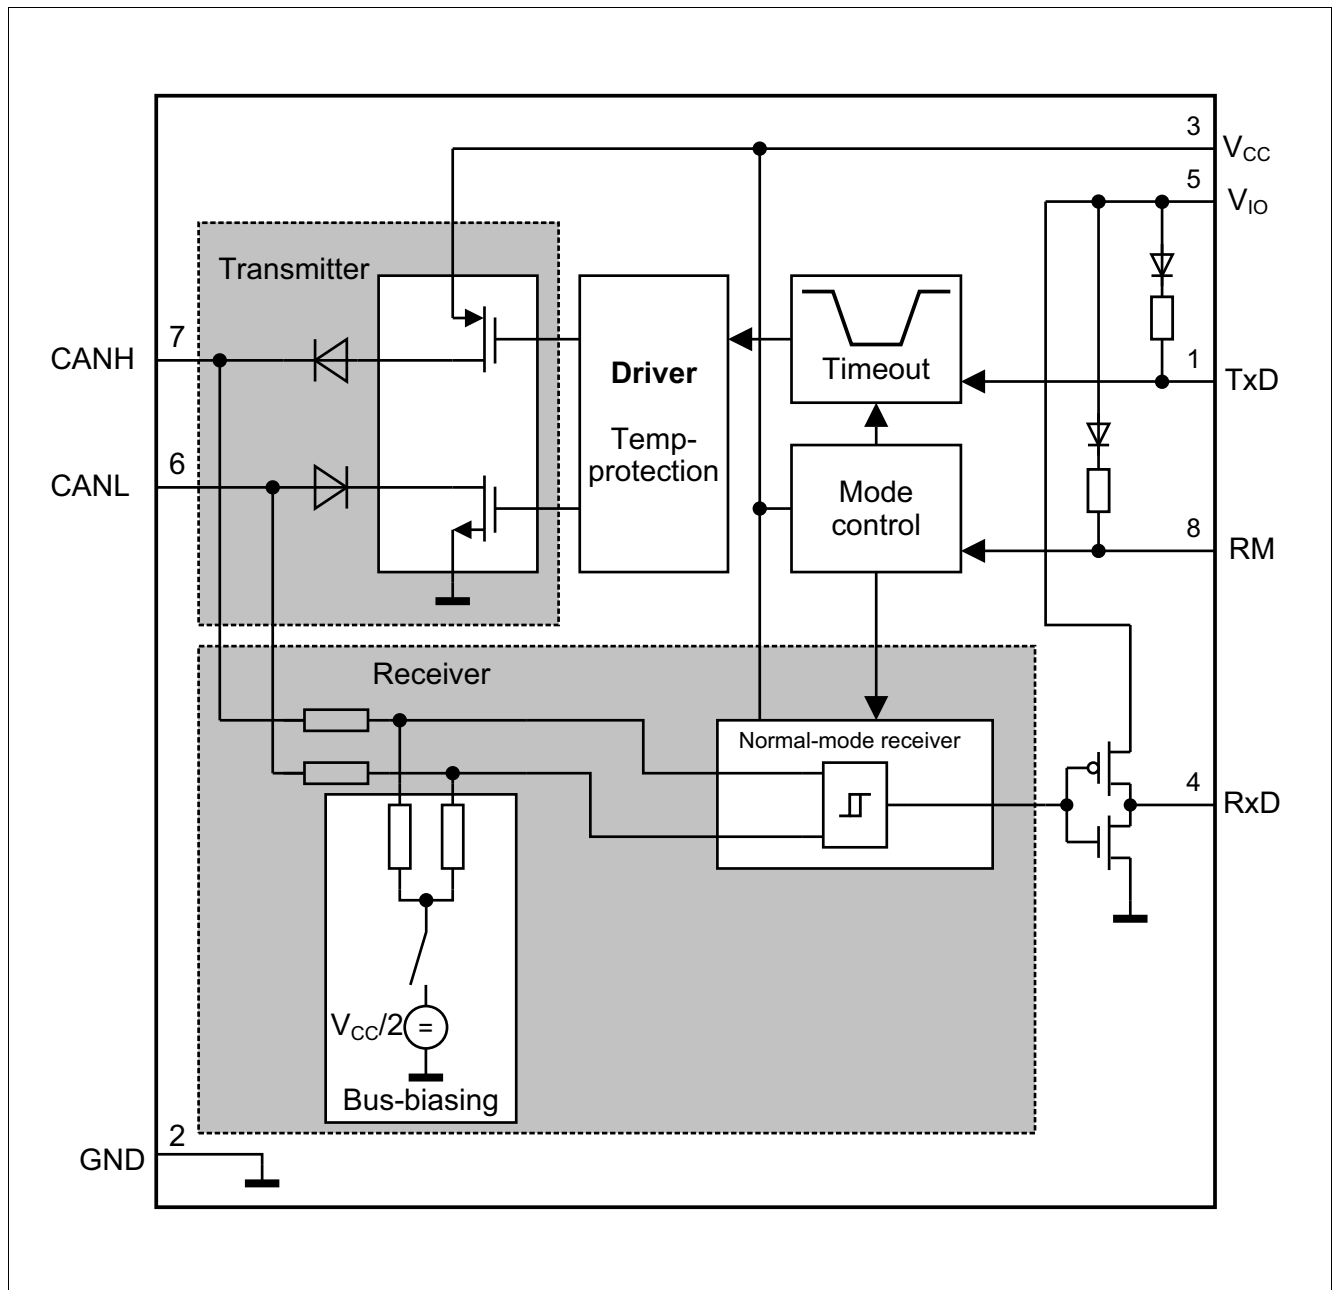 3
VCC
5
VIO
Transmitter
7
CANH
Driver
Timeout
1
TxD
Temp-
protection
6
CANL
Mode
control
8
RM
Receiver
Normal-mode receiver
4
RxD
VCC/2
=
Bus-biasing
2
GND